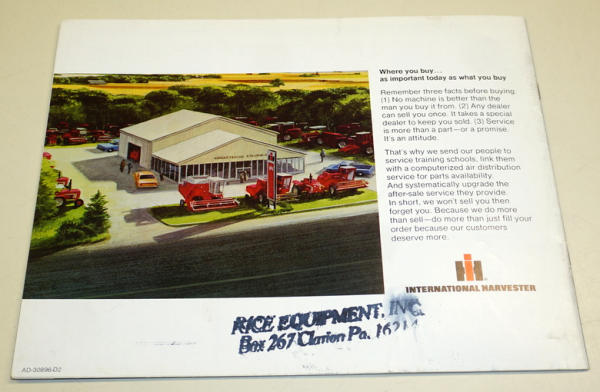 Where you buy...
as important today as what you buy
Remember three facts before buying.
(1) No machine is better than the
man you buy it from. (2) Any dealer
can sell you once. It takes a special
dealer to keep you sold. (3) Service
is more than a part—or a promise.
It's an attitude.
That's why we send our people to
service training schools, link them
with a computerized air distribution
service for parts availability.
And systematically upgrade the
after-sale service they provide.
In short, we won't sell you then
forget you. Because we do more
than sell—do more than just fill your
order because our customers
deserve more.
INTERNATIONAL HARVESTER
RICE EQUIPMENT, INC.
Box 267 Clarion Pa. 16214
AD-30896-D2